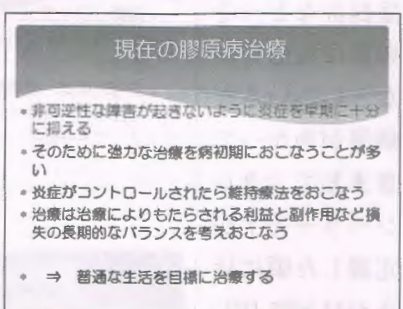 現在の膠原病治療
• 非可逆性な障害が起きないように炎症を早期に十分
に抑える
• そのために強力な治療を病初期におこなうことが多
い
• 炎症がコントロールされたら維持療法をおこなう
• 治療は治療によりもたらされる利益と副作用など損
失の長期的なバランスを考えおこなう
• ⇒ 普通な生活を目標に治療する